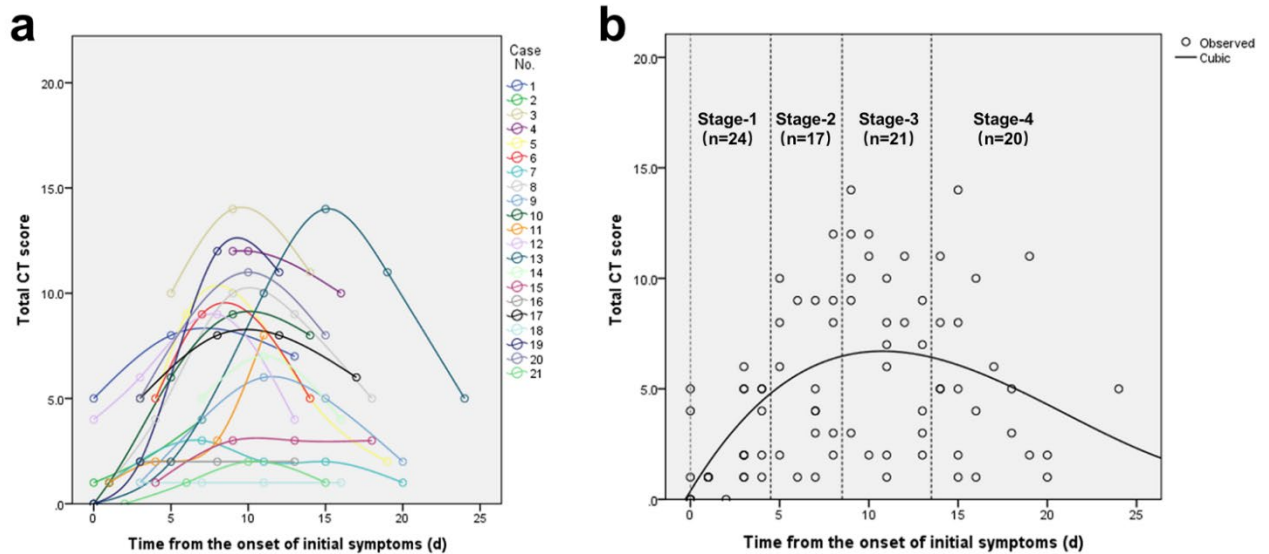 a
Case
No.
1
2
3
4
5
6
7
8
9
10
11
12
13
14
15
16
17
18
19
20
21
20.0
15.0
10.0
5.0
.0
0
5
10
15
20
25
Total CT score
Time from the onset of initial symptoms (d)
b
Observed
Cubic
Stage-1
(n=24)
Stage-2
(n=17)
Stage-3
(n=21)
Stage-4
(n=20)
20.0
15.0
10.0
5.0
.0
0
5
10
15
20
25
Total CT score
Time from the onset of initial symptoms (d)